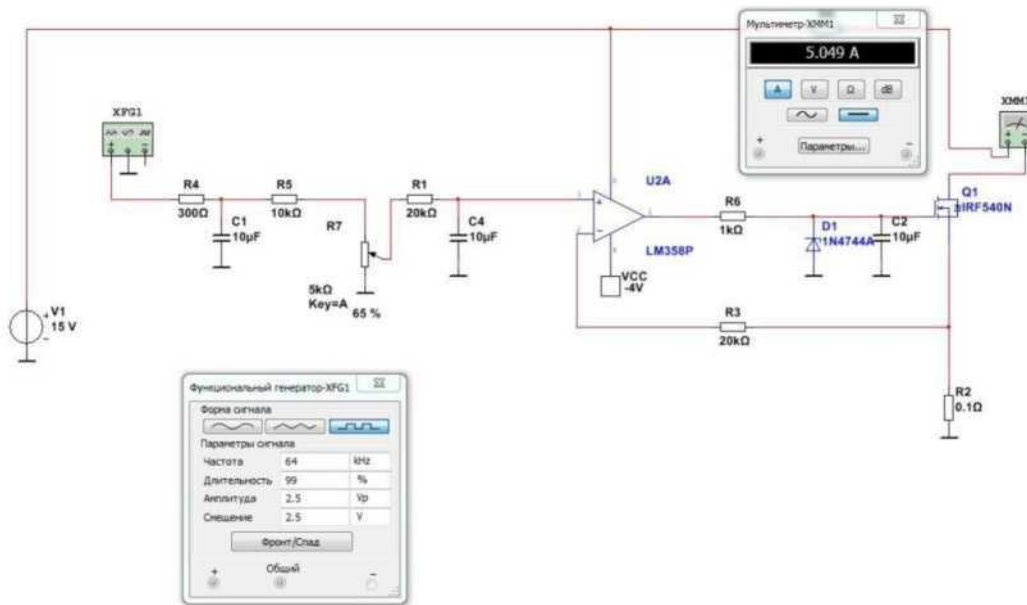 Мультиметр-XMM1
5.049 A
A V Ω dB
+ Параметры... −
XMM1
XFG1
R4
300Ω
R5
10kΩ
C1
10µF
R7
5kΩ
Key=A
65 %
R1
20kΩ
C4
10µF
U2A
LM358P
VCC
-4V
R6
1kΩ
D1
1N4744A
C2
10µF
Q1
IRF540N
R3
20kΩ
R2
0.1Ω
V1
15 V
Функциональный генератор-XFG1
Форма сигнала
Параметры сигнала
Частота 64 kHz
Длительность 99 %
Амплитуда 2.5 Vp
Смещение 2.5 V
Фронт/Спад
+ Общий −